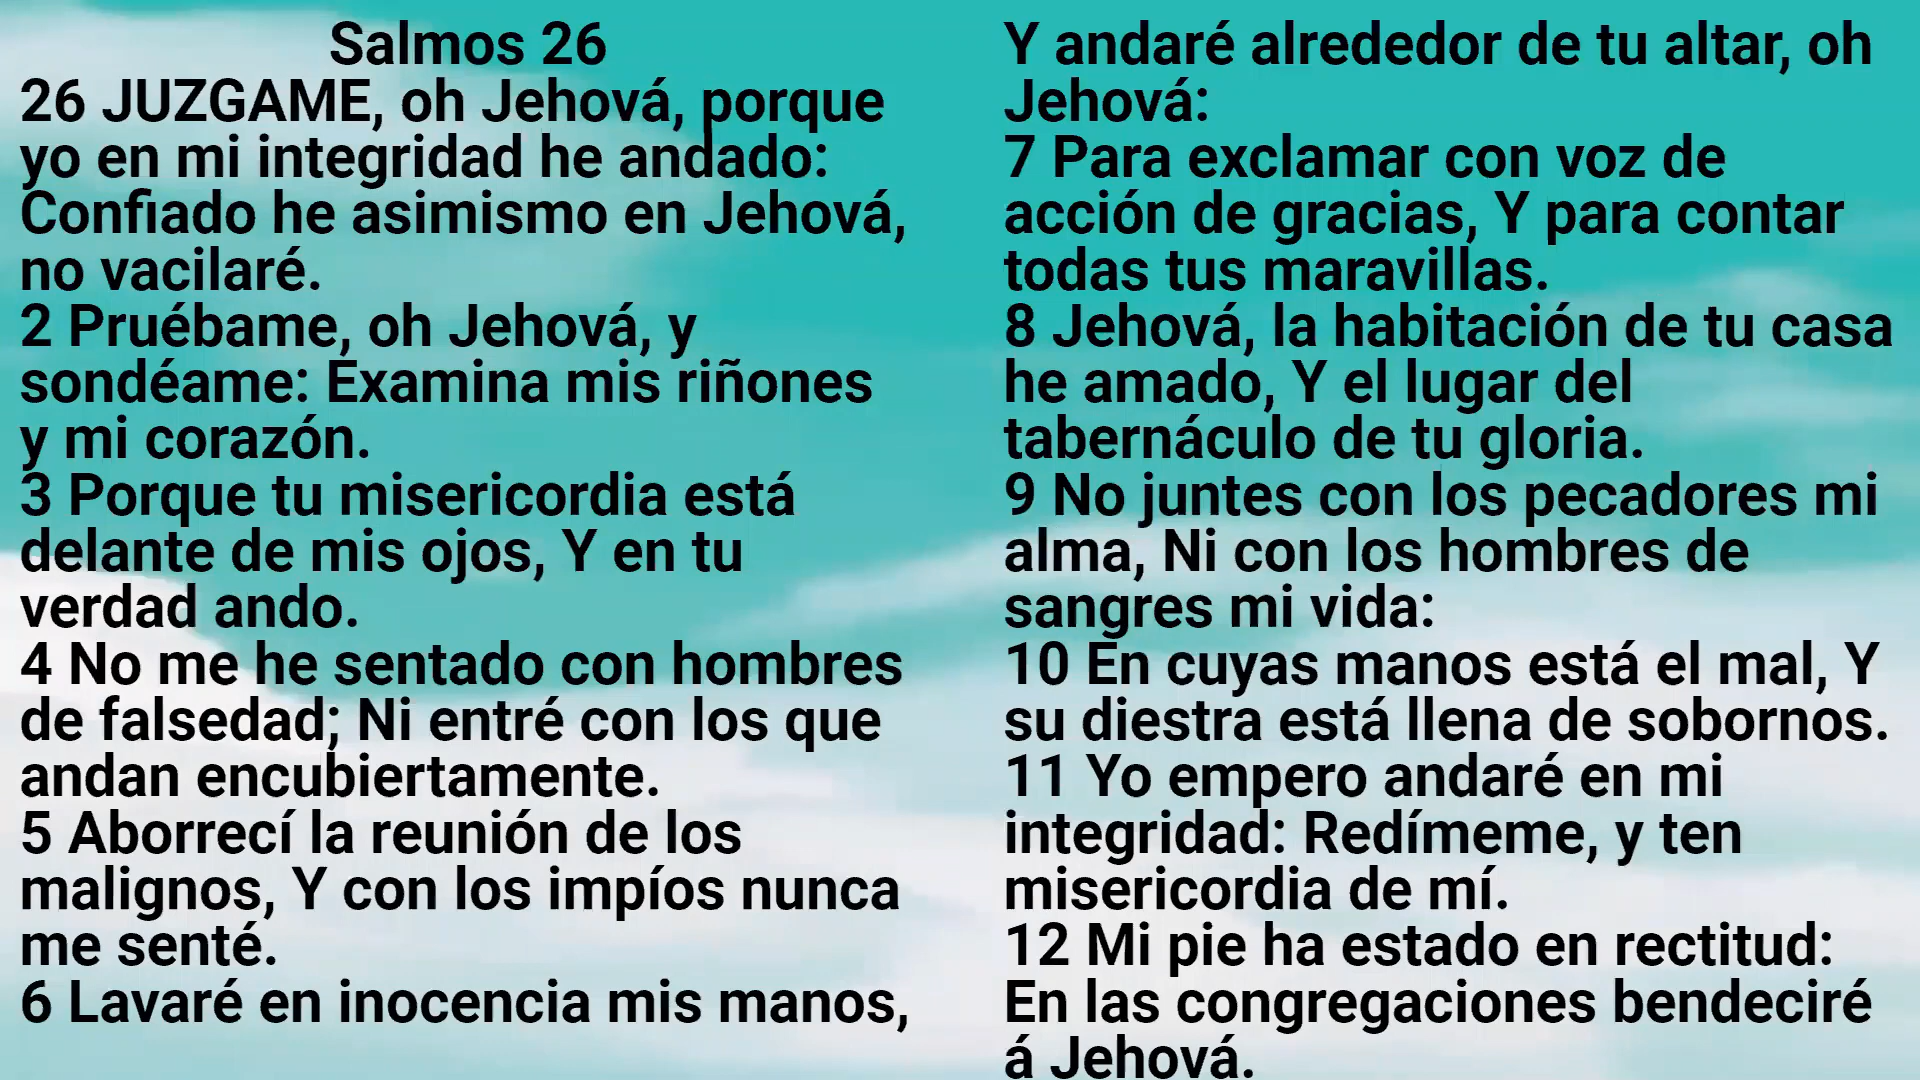 Salmos 26
26 JUZGAME, oh Jehová, porque
yo en mi integridad he andado:
Confiado he asimismo en Jehová,
no vacilaré.
2 Pruébame, oh Jehová, y
sondéame: Examina mis riñones
y mi corazón.
3 Porque tu misericordia está
delante de mis ojos, Y en tu
verdad ando.
4 No me he sentado con hombres
de falsedad; Ni entré con los que
andan encubiertamente.
5 Aborrecí la reunión de los
malignos, Y con los impíos nunca
me senté.
6 Lavaré en inocencia mis manos,
Y andaré alrededor de tu altar, oh
Jehová:
7 Para exclamar con voz de
acción de gracias, Y para contar
todas tus maravillas.
8 Jehová, la habitación de tu casa
he amado, Y el lugar del
tabernáculo de tu gloria.
9 No juntes con los pecadores mi
alma, Ni con los hombres de
sangres mi vida:
10 En cuyas manos está el mal, Y
su diestra está llena de sobornos.
11 Yo empero andaré en mi
integridad: Redímeme, y ten
misericordia de mí.
12 Mi pie ha estado en rectitud:
En las congregaciones bendeciré
á Jehová.